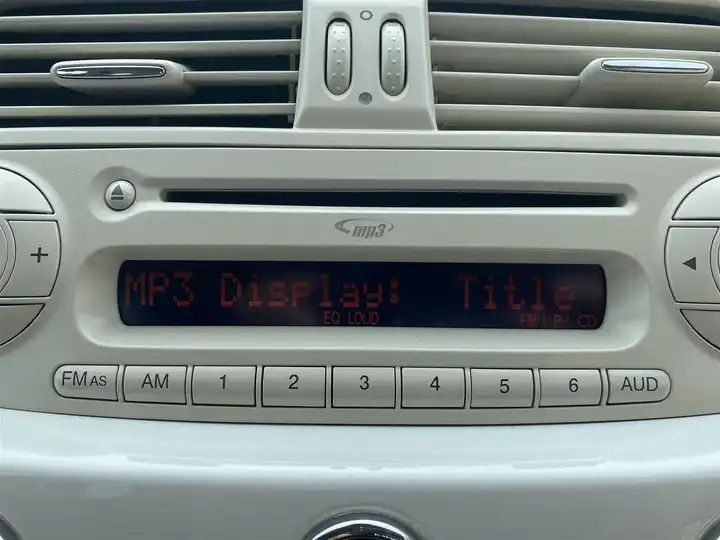 mp3
MP3 Display: Title
EQ LOUD
FM AS AM 1 2 3 4 5 6 AUD
+